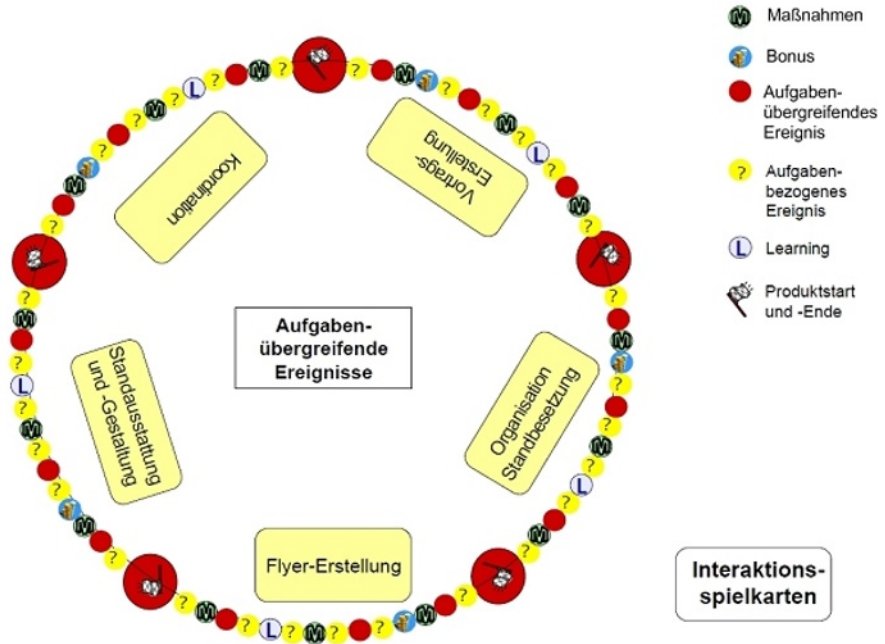 Maßnahmen
Bonus
Aufgaben-
übergreifendes
Ereignis
Aufgaben-
bezogenes
Ereignis
Learning
Produktstart
und -Ende
Koordination
Vortrags-
Erstellung
Aufgaben-
übergreifende
Ereignisse
Standausstattung
und -Gestaltung
Organisation
Standbesetzung
Flyer-Erstellung
Interaktions-
spielkarten